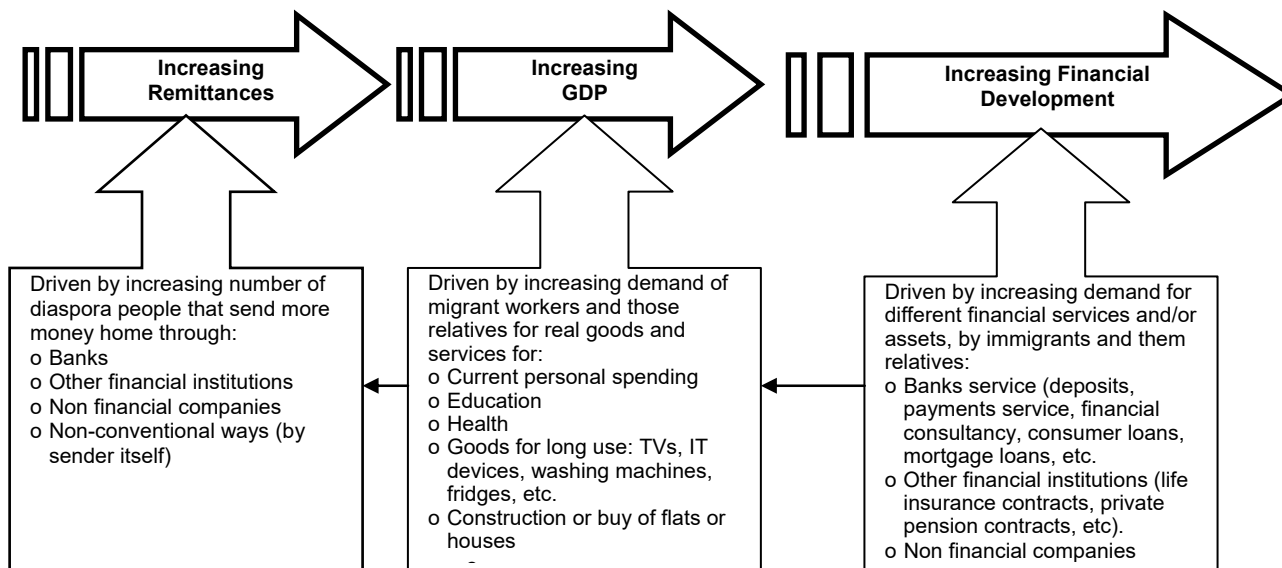 Increasing
Remittances
Increasing
GDP
Increasing Financial
Development
Driven by increasing number of
diaspora people that send more
money home through:
o Banks
o Other financial institutions
o Non financial companies
o Non-conventional ways (by
sender itself)
Driven by increasing demand of
migrant workers and those
relatives for real goods and
services for:
o Current personal spending
o Education
o Health
o Goods for long use: TVs, IT
devices, washing machines,
fridges, etc.
o Construction or buy of flats or
houses
Driven by increasing demand for
different financial services and/or
assets, by immigrants and them
relatives:
o Banks service (deposits,
payments service, financial
consultancy, consumer loans,
mortgage loans, etc.
o Other financial institutions (life
insurance contracts, private
pension contracts, etc).
o Non financial companies